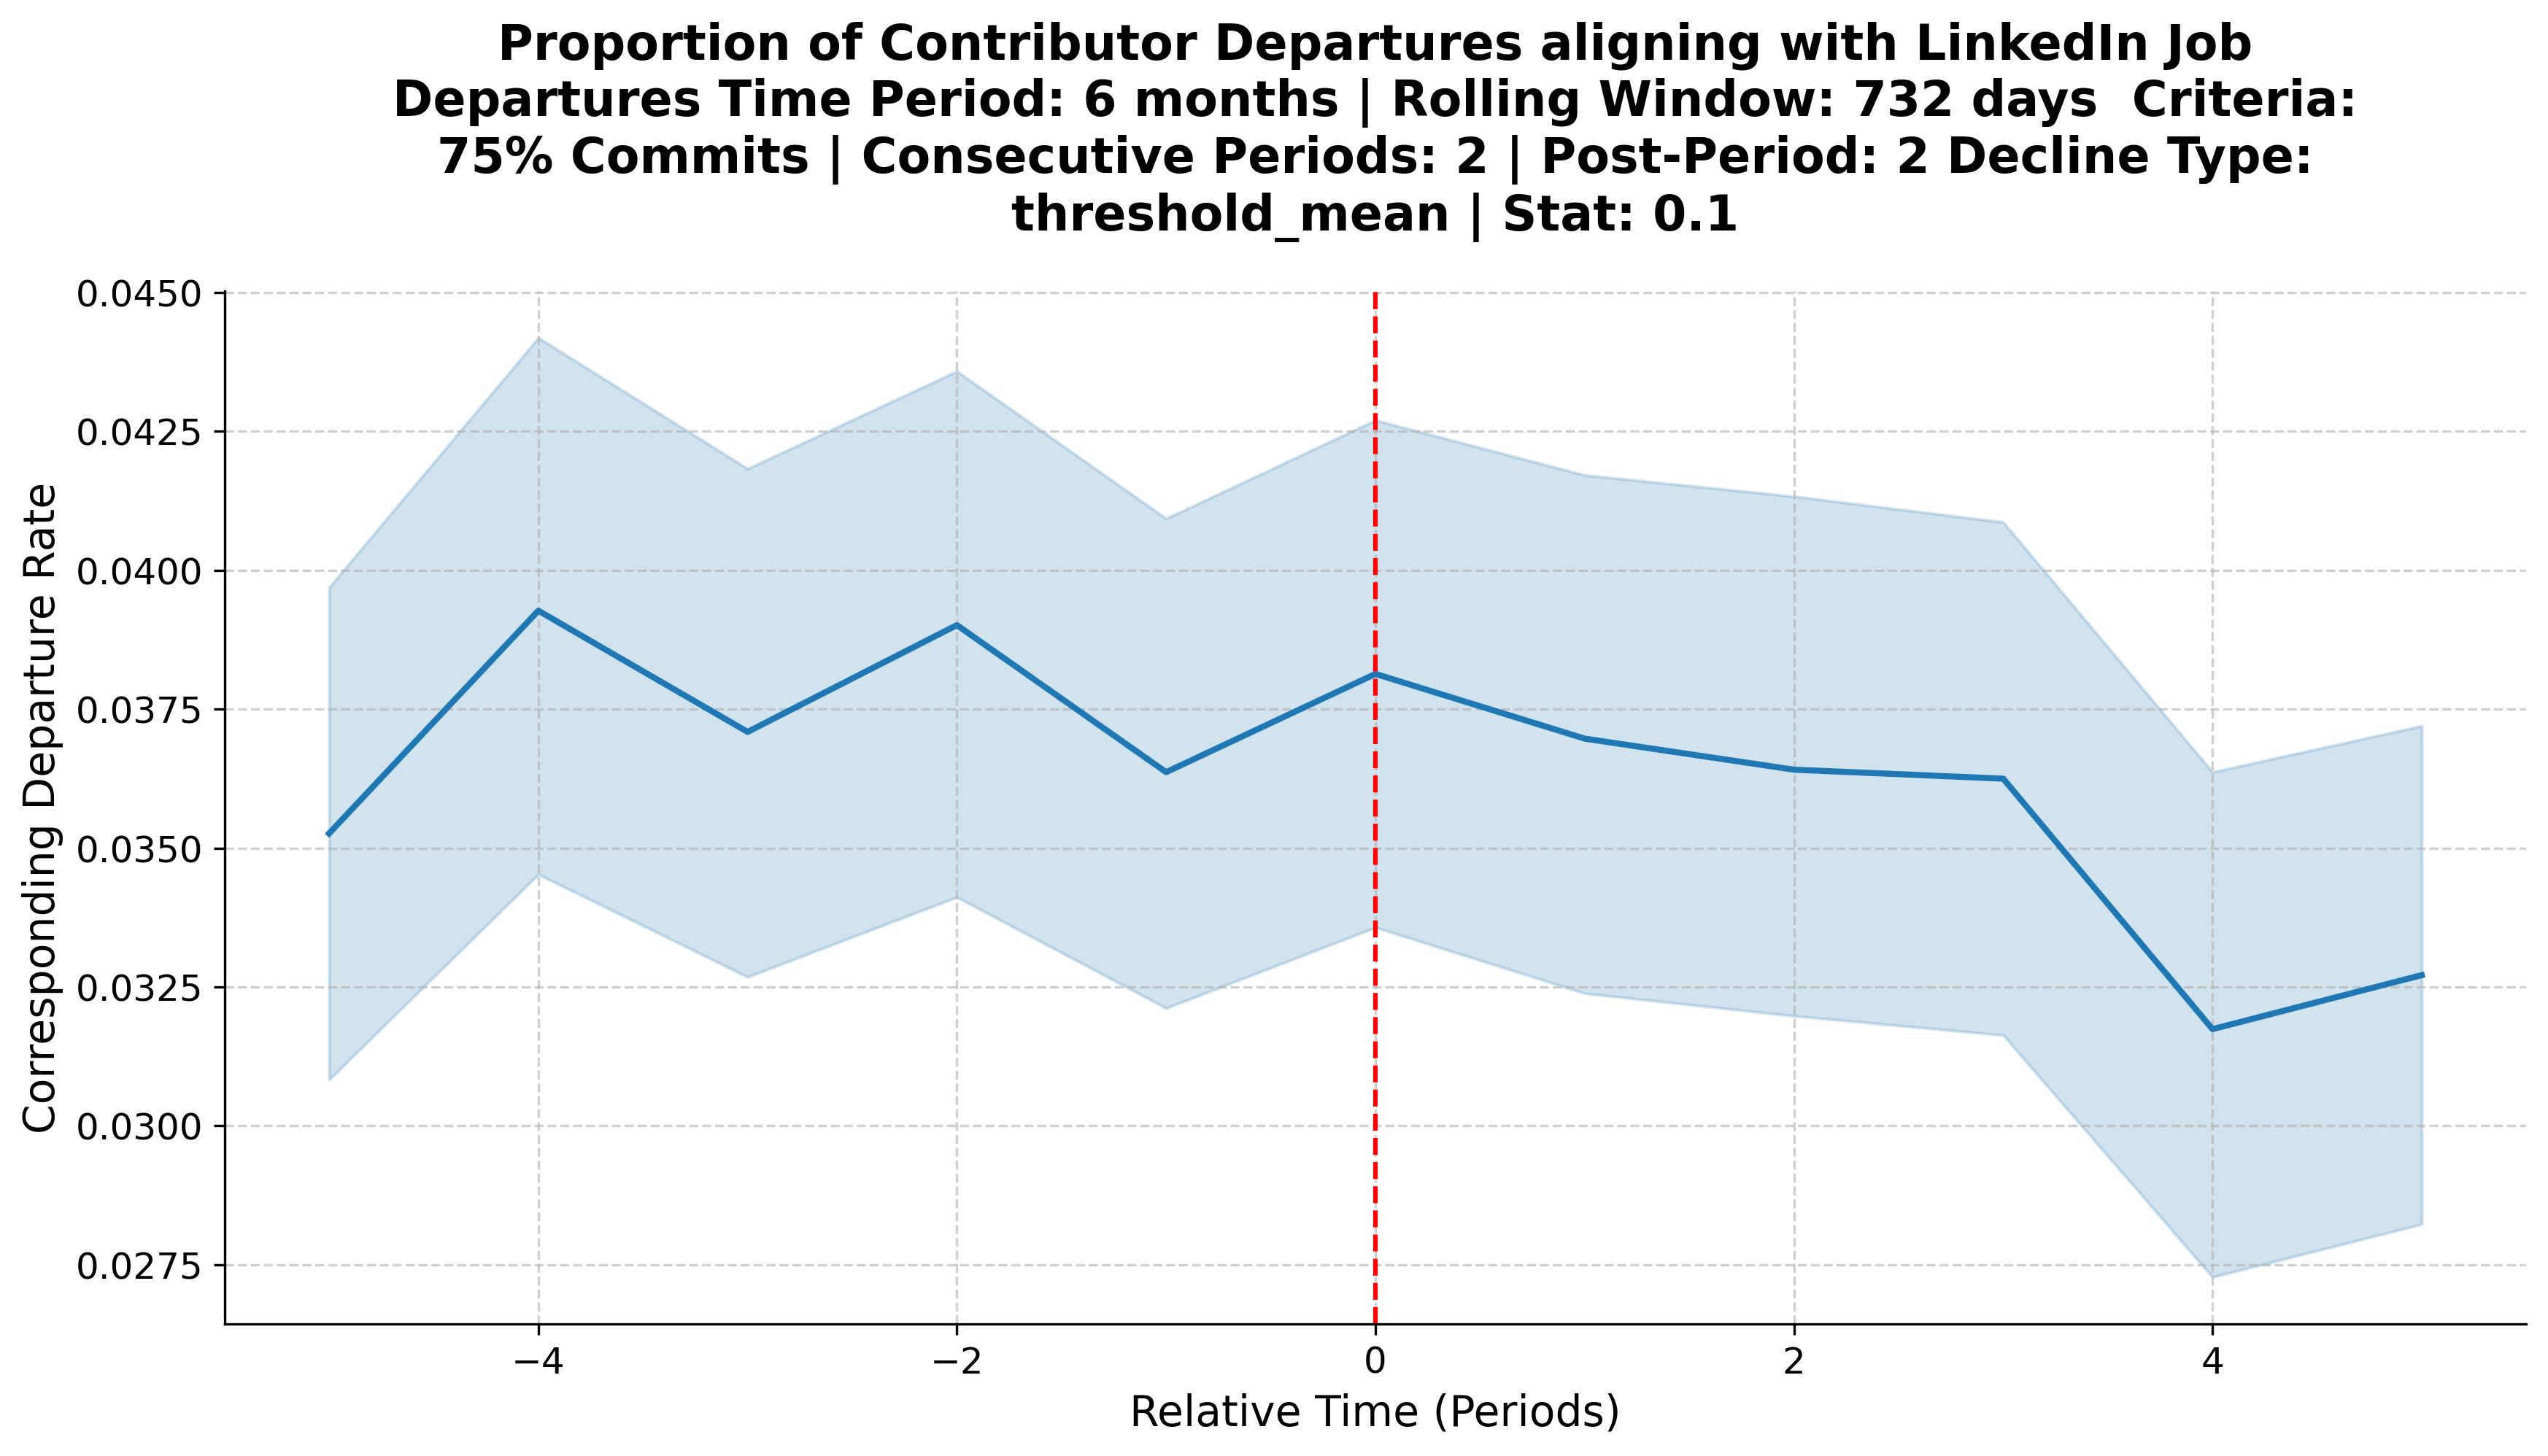 Proportion of Contributor Departures aligning with LinkedIn Job
Departures Time Period: 6 months | Rolling Window: 732 days  Criteria:
75% Commits | Consecutive Periods: 2 | Post-Period: 2 Decline Type:
threshold_mean | Stat: 0.1
Corresponding Departure Rate
0.0450
0.0425
0.0400
0.0375
0.0350
0.0325
0.0300
0.0275
−4 −2 0 2 4
Relative Time (Periods)